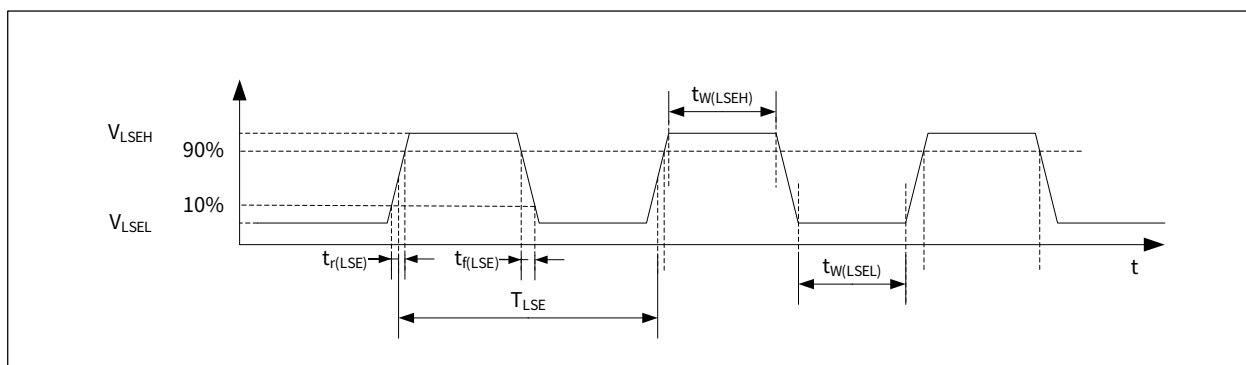 tW(LSEH)
VLSEH
90%
10%
VLSEL
tr(LSE)
tf(LSE)
t
tW(LSEL)
TLSE